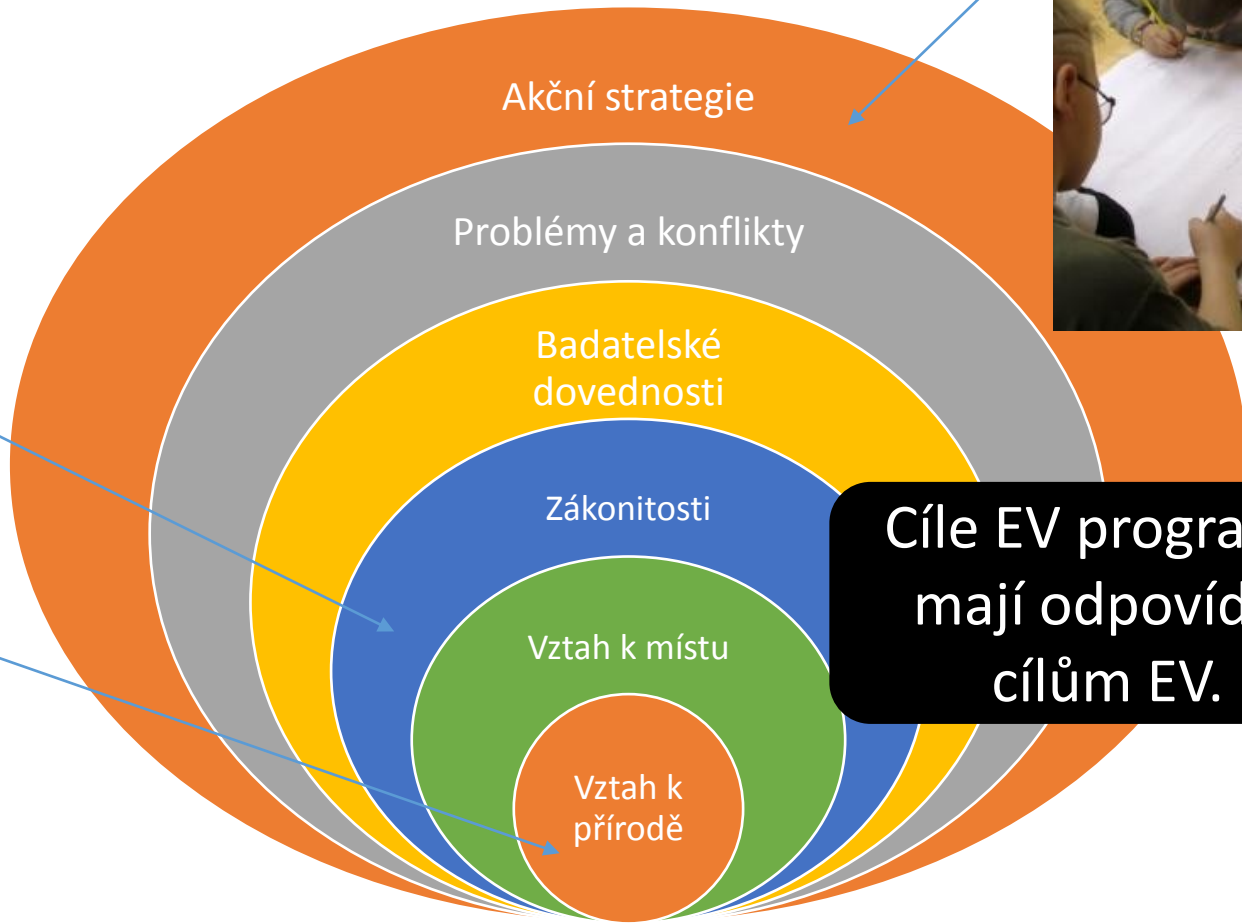 Akční strategie
Problémy a konflikty
Badatelské
dovednosti
Zákonitosti
Cíle EV progra
mají odpovíd
cílům EV.
Vztah k místu
Vztah k
přírodě